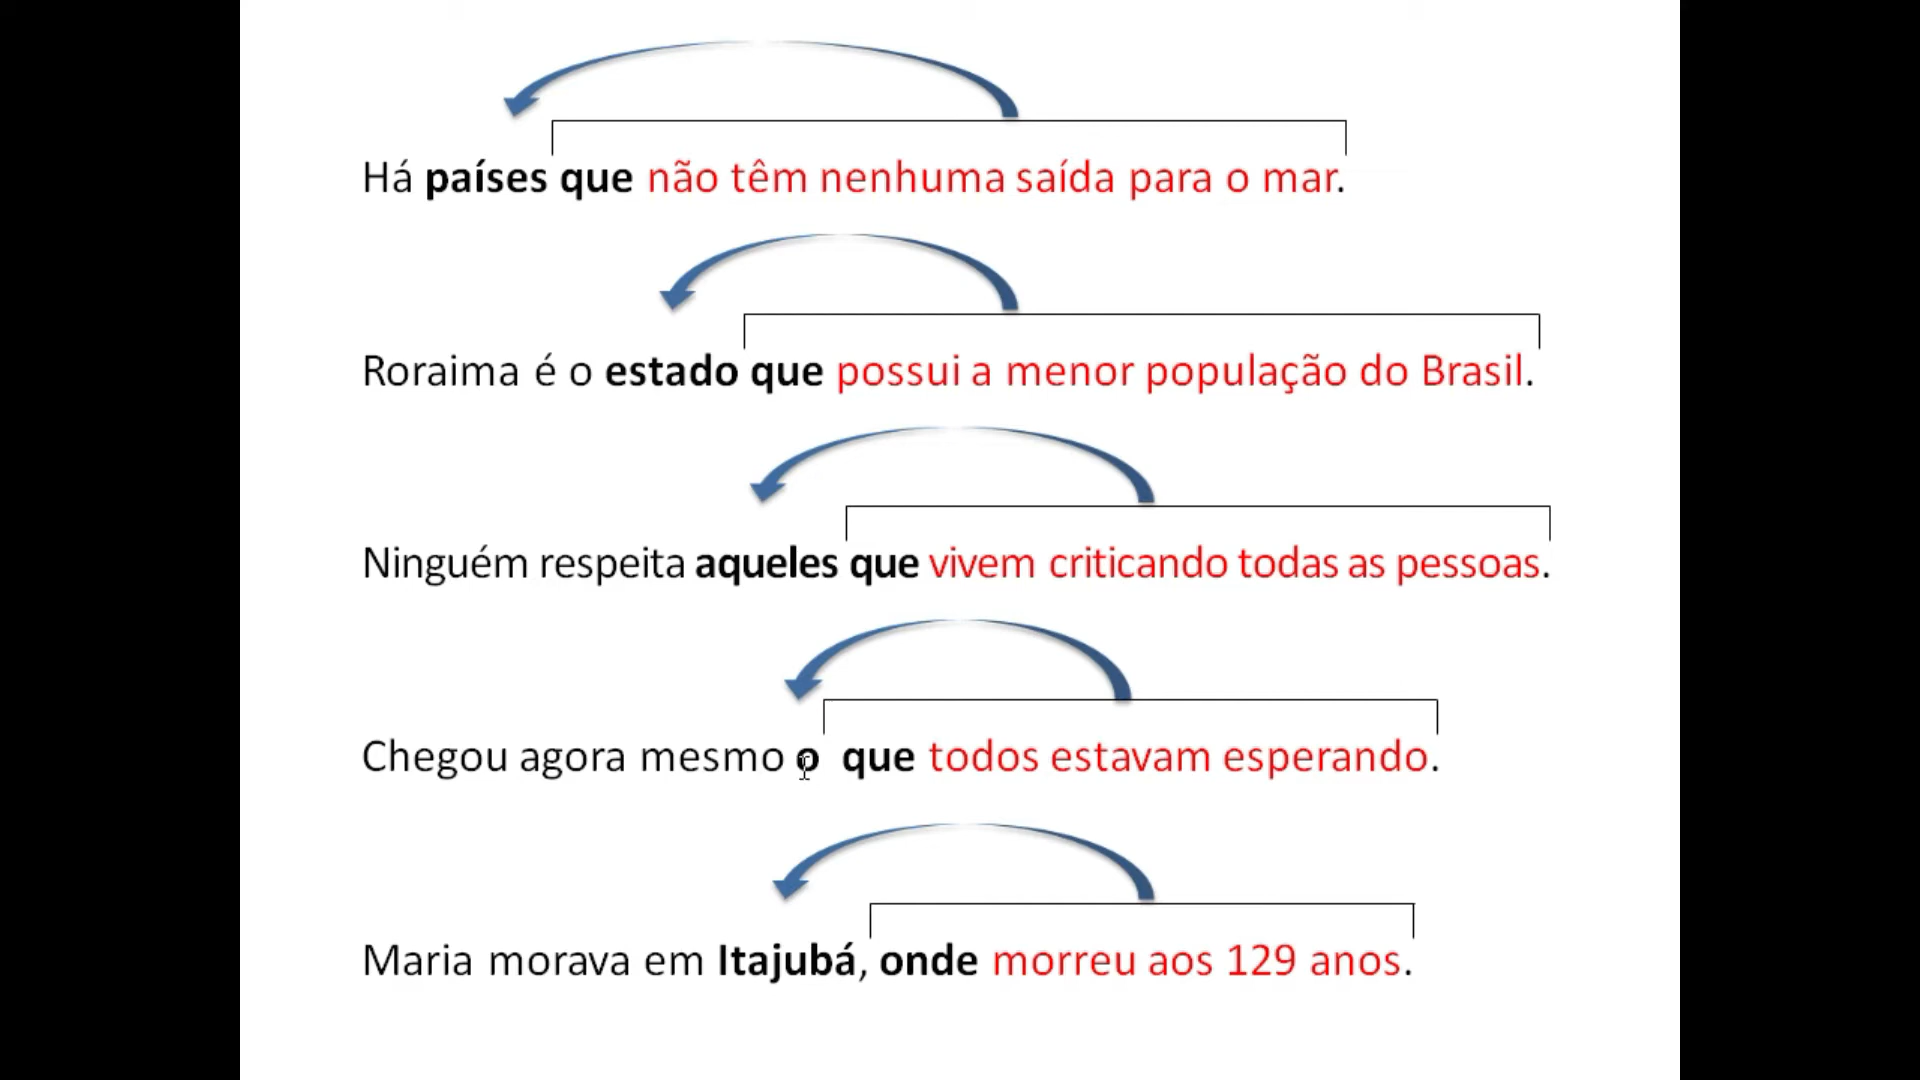 Há países que não têm nenhuma saída para o mar.
Roraima é o estado que possui a menor população do Brasil.
Ninguém respeita aqueles que vivem criticando todas as pessoas.
Chegou agora mesmo o que todos estavam esperando.
Maria morava em Itajubá, onde morreu aos 129 anos.